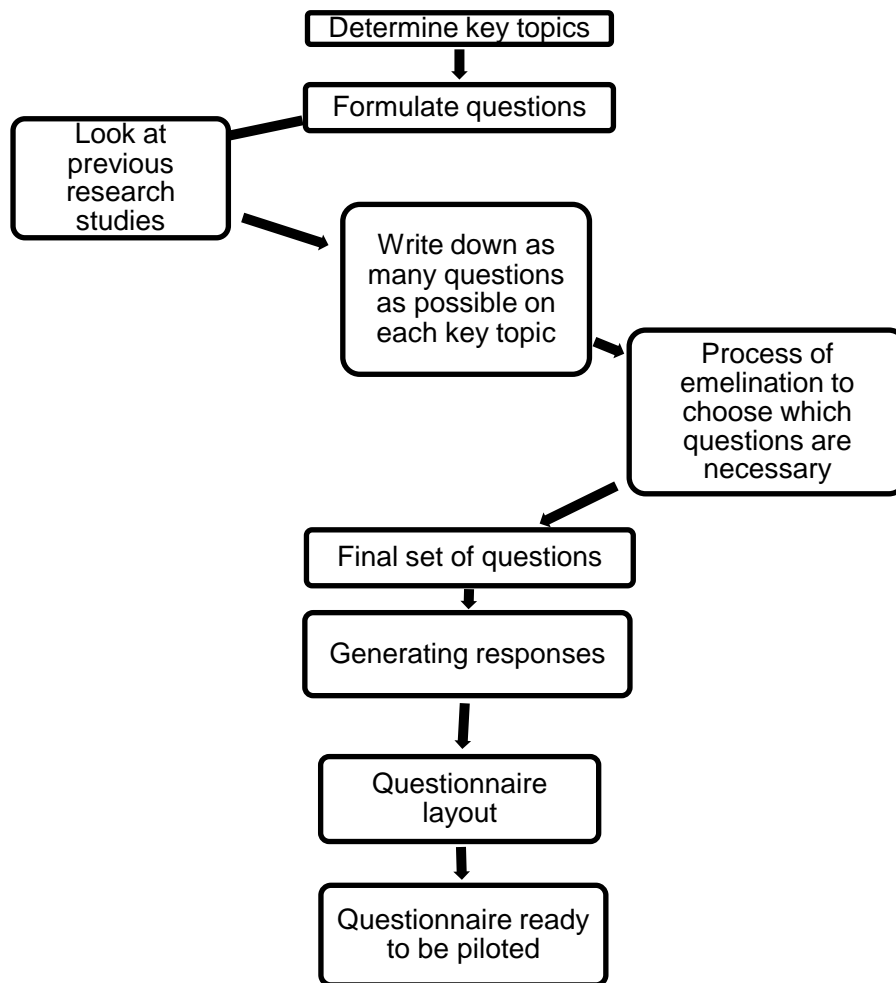 Determine key topics
Formulate questions
Look at
previous
research
studies
Write down as
many questions
as possible on
each key topic
Process of
emelination to
choose which
questions are
necessary
Final set of questions
Generating responses
Questionnaire
layout
Questionnaire ready
to be piloted